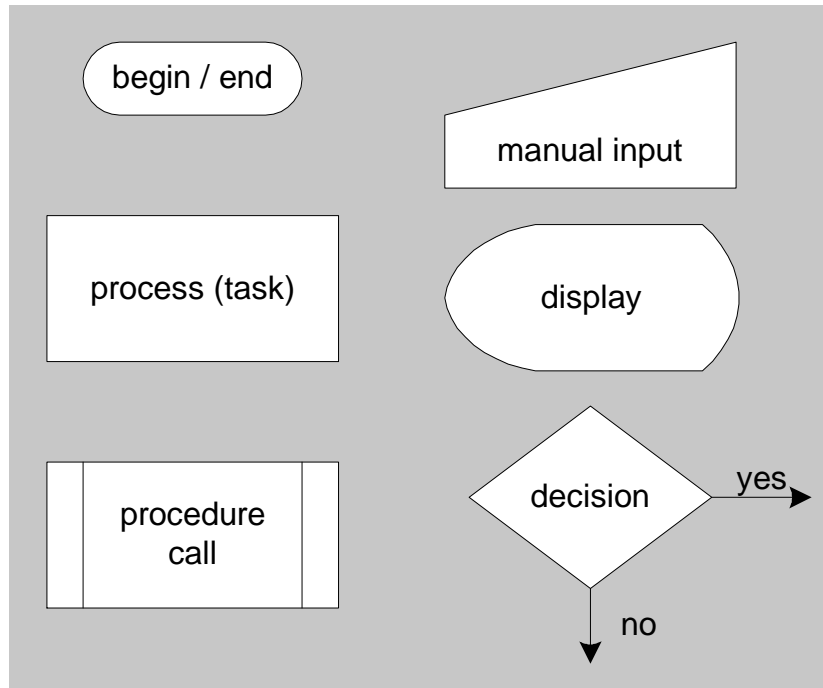 begin / end
manual input
process (task)
display
procedure
call
decision
yes
no